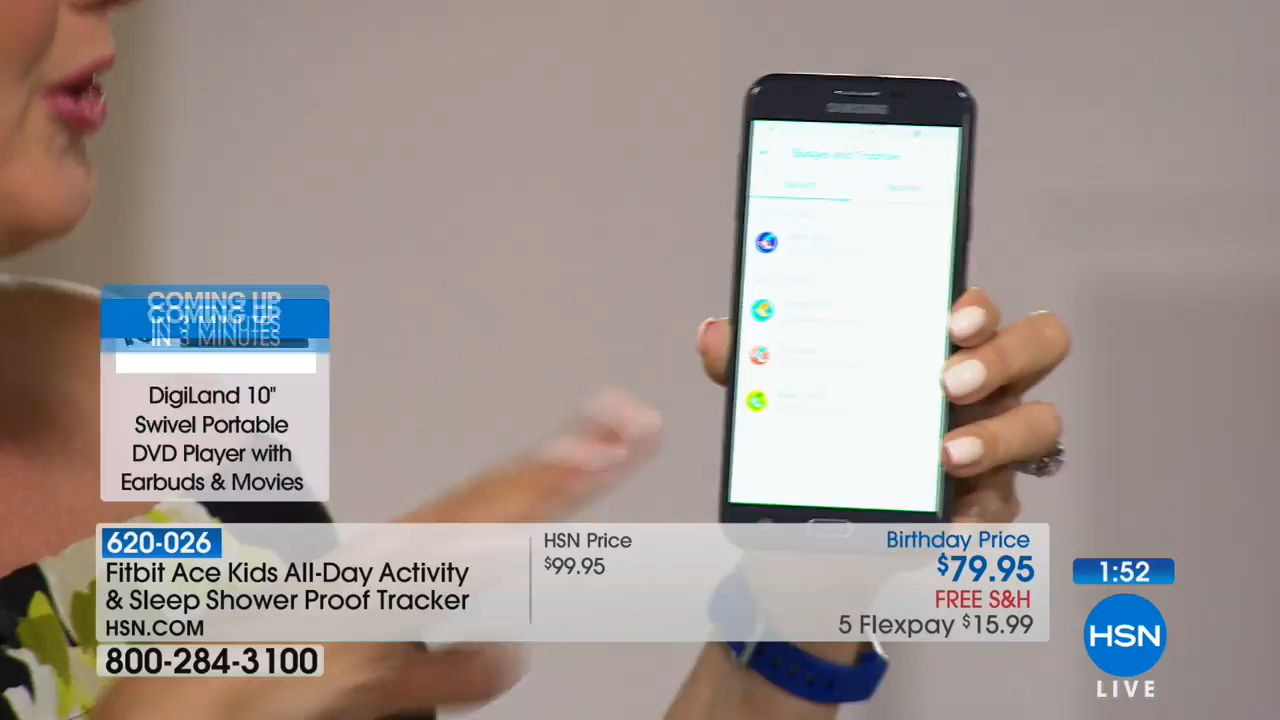 SAMSUNG
COMING UP
IN 3 MINUTES
DigiLand 10"
Swivel Portable
DVD Player with
Earbuds & Movies
620-026
Fitbit Ace Kids All-Day Activity
& Sleep Shower Proof Tracker
HSN.COM
800-284-3100
HSN Price
$99.95
Birthday Price
$79.95
FREE S&H
5 Flexpay $15.99
1:52
HSN
LIVE